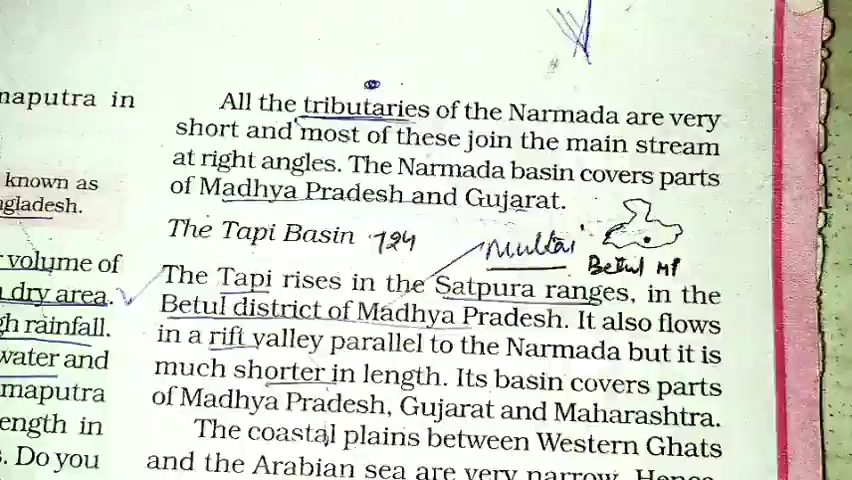 maputra in
known as
ngladesh.
volume of
dry area.
gh rainfall.
water and
maputra
ength in
s. Do you
All the tributaries of the Narmada are very
short and most of these join the main stream
at right angles. The Narmada basin covers parts
of Madhya Pradesh and Gujarat.
The Tapi Basin 724
Multai
Betul MP
The Tapi rises in the Satpura ranges, in the
Betul district of Madhya Pradesh. It also flows
in a rift valley parallel to the Narmada but it is
much shorter in length. Its basin covers parts
of Madhya Pradesh, Gujarat and Maharashtra.
The coastal plains between Western Ghats
and the Arabian sea are very narrow. Hence